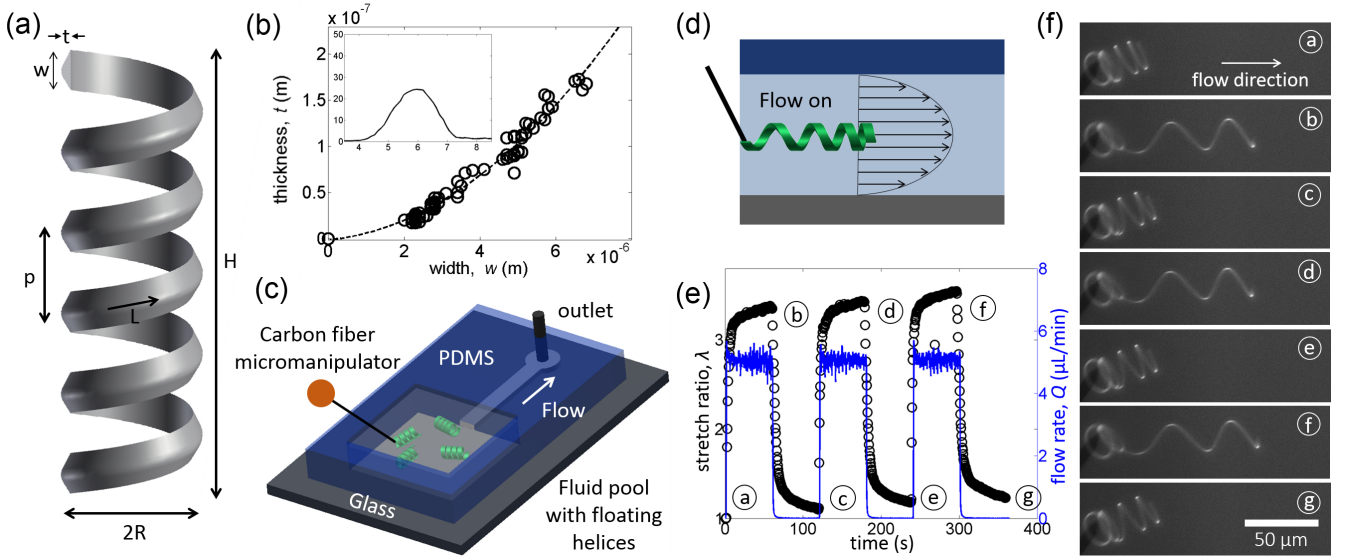 (a)
t
w
p
L
H
2R
(b)
x 10⁻⁷
thickness, t (m)
2
1.5
1
0.5
0
50
40
30
20
10
0
4 5 6 7 8
0 2 4 6
width, w (m)
x 10⁻⁶
(c)
outlet
Carbon fiber
micromanipulator
PDMS
Flow
Glass
Fluid pool
with floating
helices
(d)
Flow on
(e)
stretch ratio, λ
3
2
1
flow rate, Q (μL/min)
8
6
4
2
0
b
d
f
a
c
e
g
0 100 200 300 400
time (s)
(f)
a
flow direction
b
c
d
e
f
g
50 μm